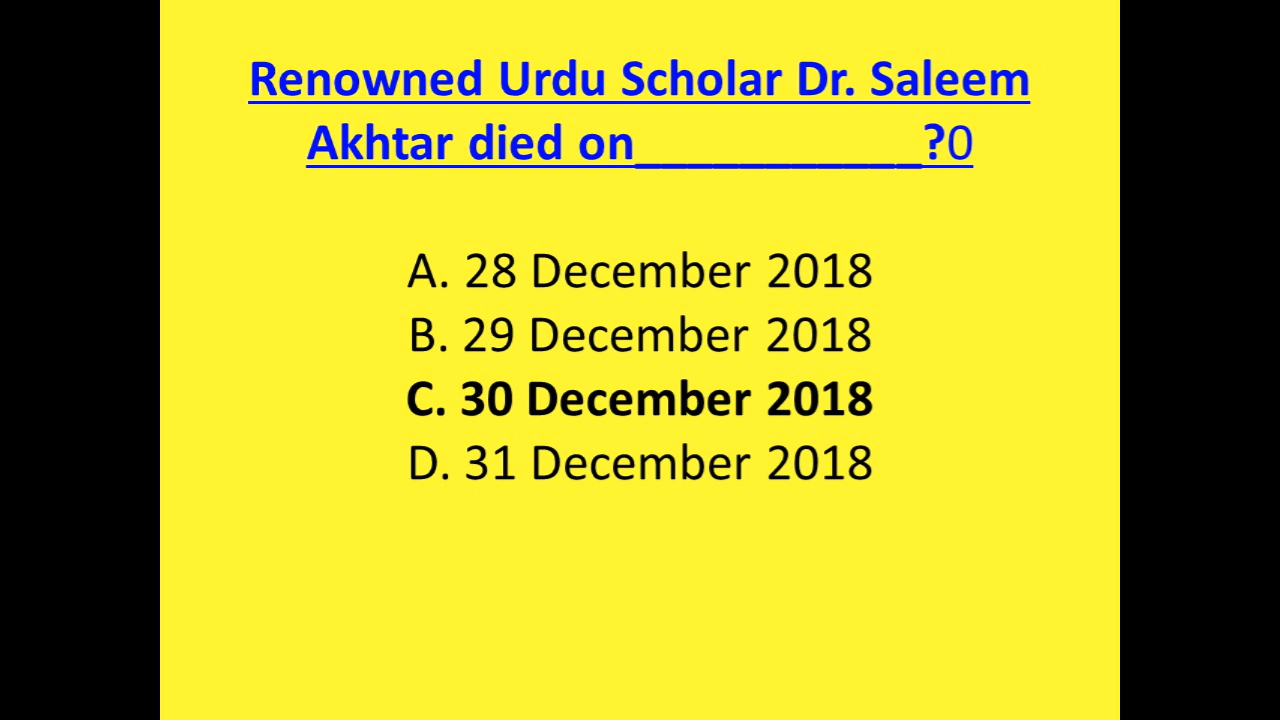 Renowned Urdu Scholar Dr. Saleem
Akhtar died on___________?0
A. 28 December 2018
B. 29 December 2018
C. 30 December 2018
D. 31 December 2018